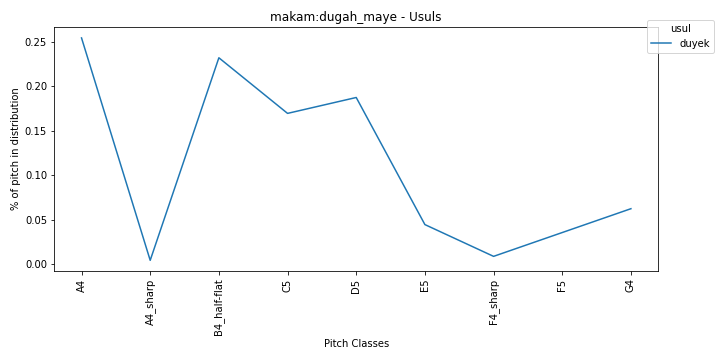 makam:dugah_maye - Usuls
usul
duyek
% of pitch in distribution
0.25
0.20
0.15
0.10
0.05
0.00
A4
A4_sharp
B4_half-flat
C5
D5
E5
F4_sharp
F5
G4
Pitch Classes